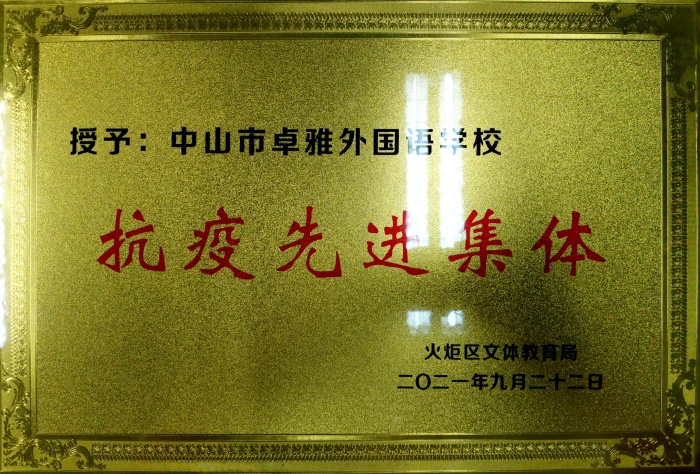 授予：中山市卓雅外国语学校
抗疫先进集体
火炬区文体教育局
二〇二一年九月二十二日